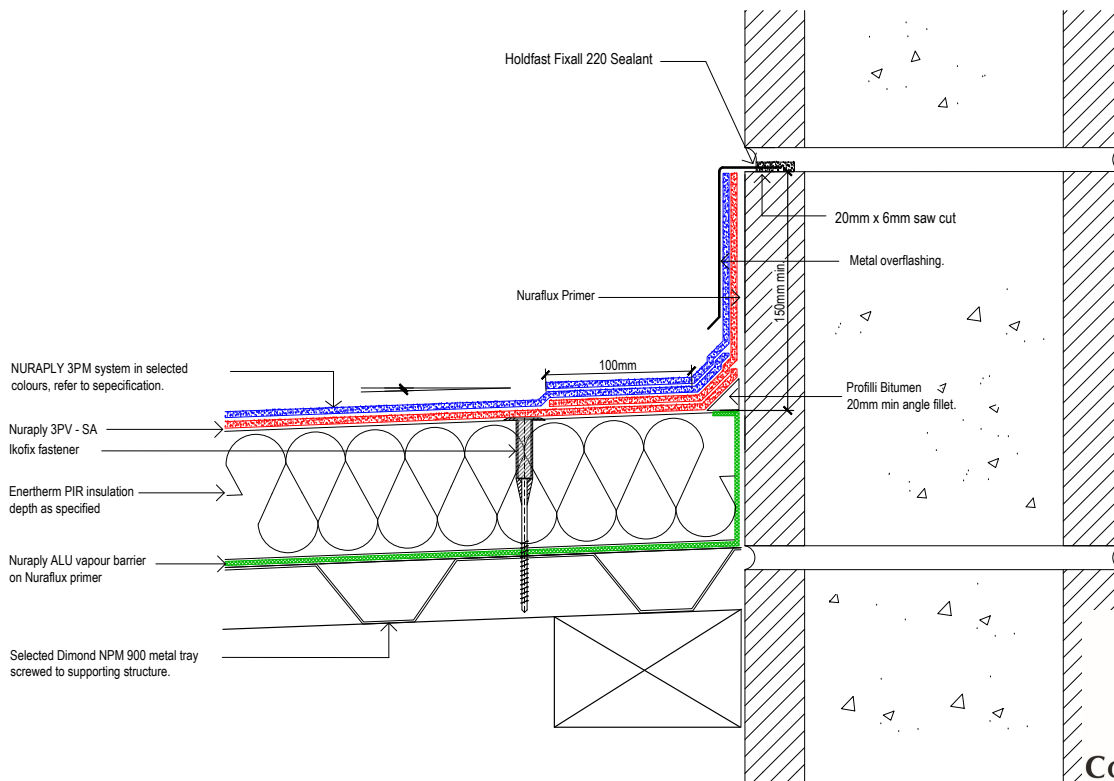 Holdfast Fixall 220 Sealant
20mm x 6mm saw cut
Metal overflashing.
150mm min.
Nuraflux Primer
100mm
NURAPLY 3PM system in selected
colours, refer to sepecification.
Profilli Bitumen
20mm min angle fillet.
Nuraply 3PV - SA
Ikofix fastener
Enertherm PIR insulation
depth as specified
Nuraply ALU vapour barrier
on Nuraflux primer
Selected Dimond NPM 900 metal tray
screwed to supporting structure.